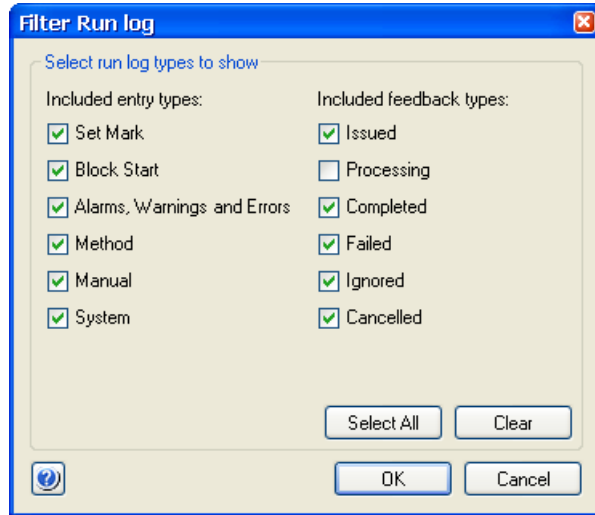 Filter Run log
Select run log types to show
Included entry types:
Included feedback types:
Set Mark
Issued
Block Start
Processing
Alarms, Warnings and Errors
Completed
Method
Failed
Manual
Ignored
System
Cancelled
Select All
Clear
OK
Cancel